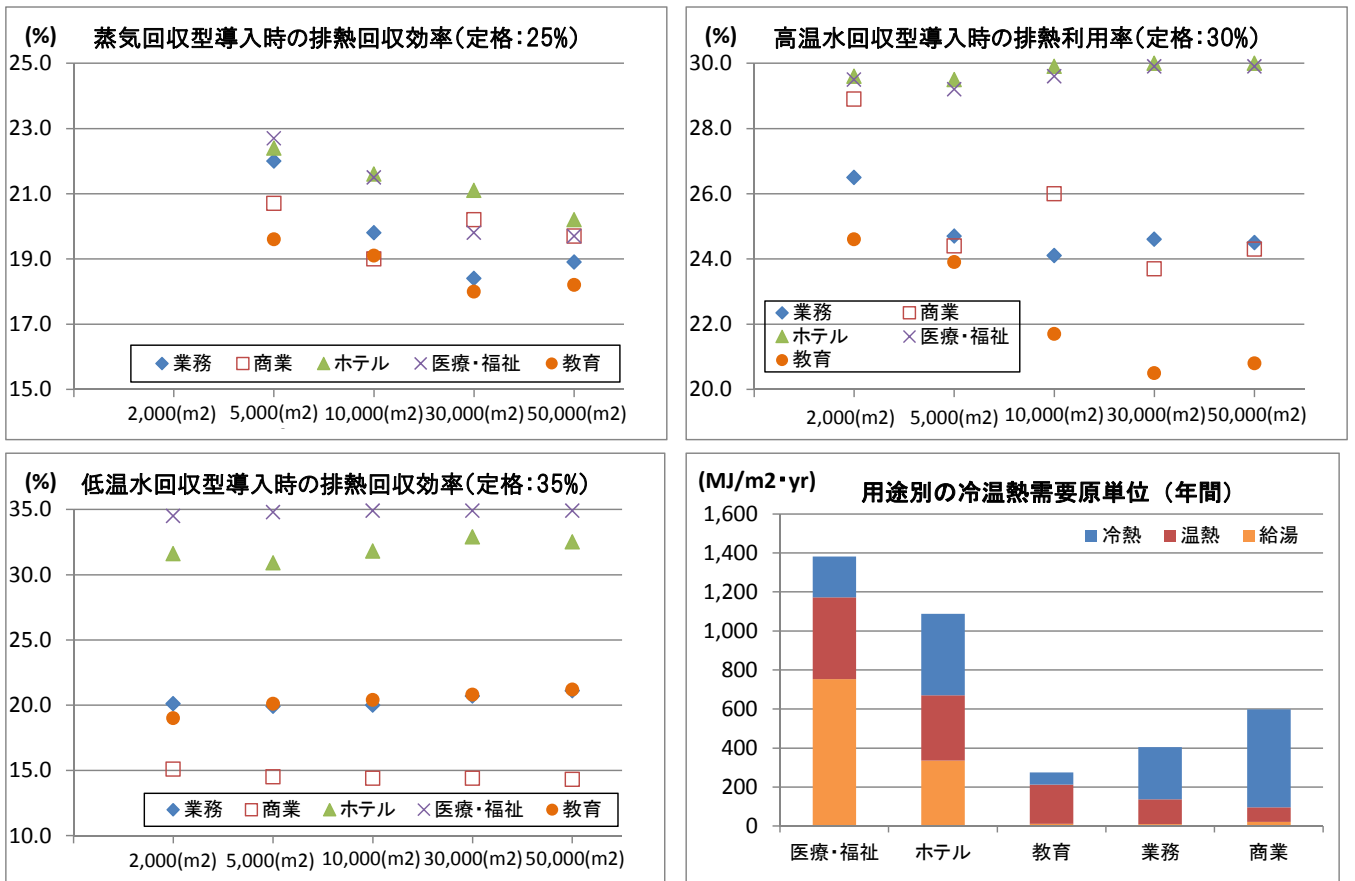 (%) 蒸気回収型導入時の排熱回収効率(定格:25%)
25.0
23.0
21.0
19.0
17.0
15.0
業務 商業 ホテル 医療・福祉 教育
2,000(m2) 5,000(m2) 10,000(m2) 30,000(m2) 50,000(m2)
(%) 高温水回収型導入時の排熱利用率(定格:30%)
30.0
28.0
26.0
24.0
22.0
20.0
業務 商業
ホテル 医療・福祉
教育
2,000(m2) 5,000(m2) 10,000(m2) 30,000(m2) 50,000(m2)
(%) 低温水回収型導入時の排熱回収効率(定格:35%)
35.0
30.0
25.0
20.0
15.0
10.0
業務 商業 ホテル 医療・福祉 教育
2,000(m2) 5,000(m2) 10,000(m2) 30,000(m2) 50,000(m2)
(MJ/m2・yr) 用途別の冷温熱需要原単位 (年間)
1,600
1,400
1,200
1,000
800
600
400
200
0
冷熱 温熱 給湯
医療・福祉 ホテル 教育 業務 商業